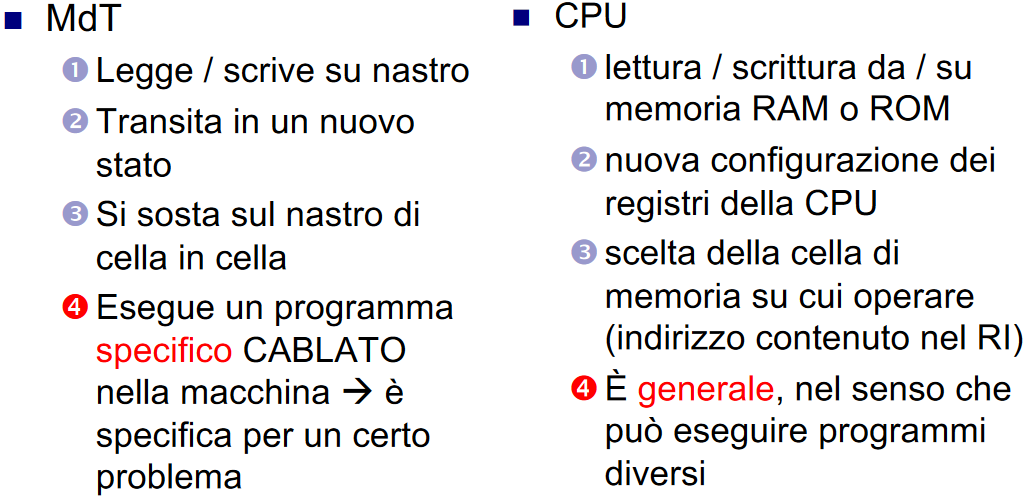 MdT
❶ Legge / scrive su nastro
❷ Transita in un nuovo
stato
❸ Si sosta sul nastro di
cella in cella
❹ Esegue un programma
specifico CABLATO
nella macchina → è
specifica per un certo
problema
CPU
❶ lettura / scrittura da / su
memoria RAM o ROM
❷ nuova configurazione dei
registri della CPU
❸ scelta della cella di
memoria su cui operare
(indirizzo contenuto nel RI)
❹ È generale, nel senso che
può eseguire programmi
diversi